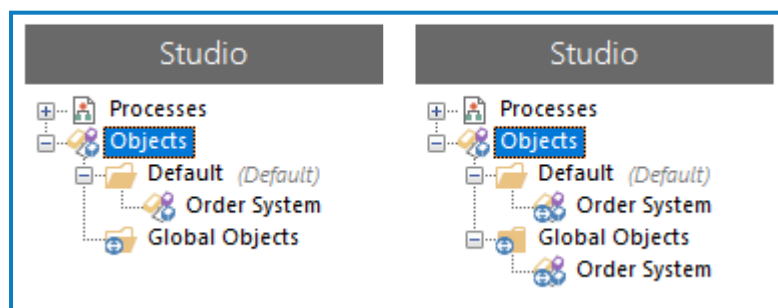 Studio
Processes
Objects
Default (Default)
Order System
Global Objects
Studio
Processes
Objects
Default (Default)
Order System
Global Objects
Order System